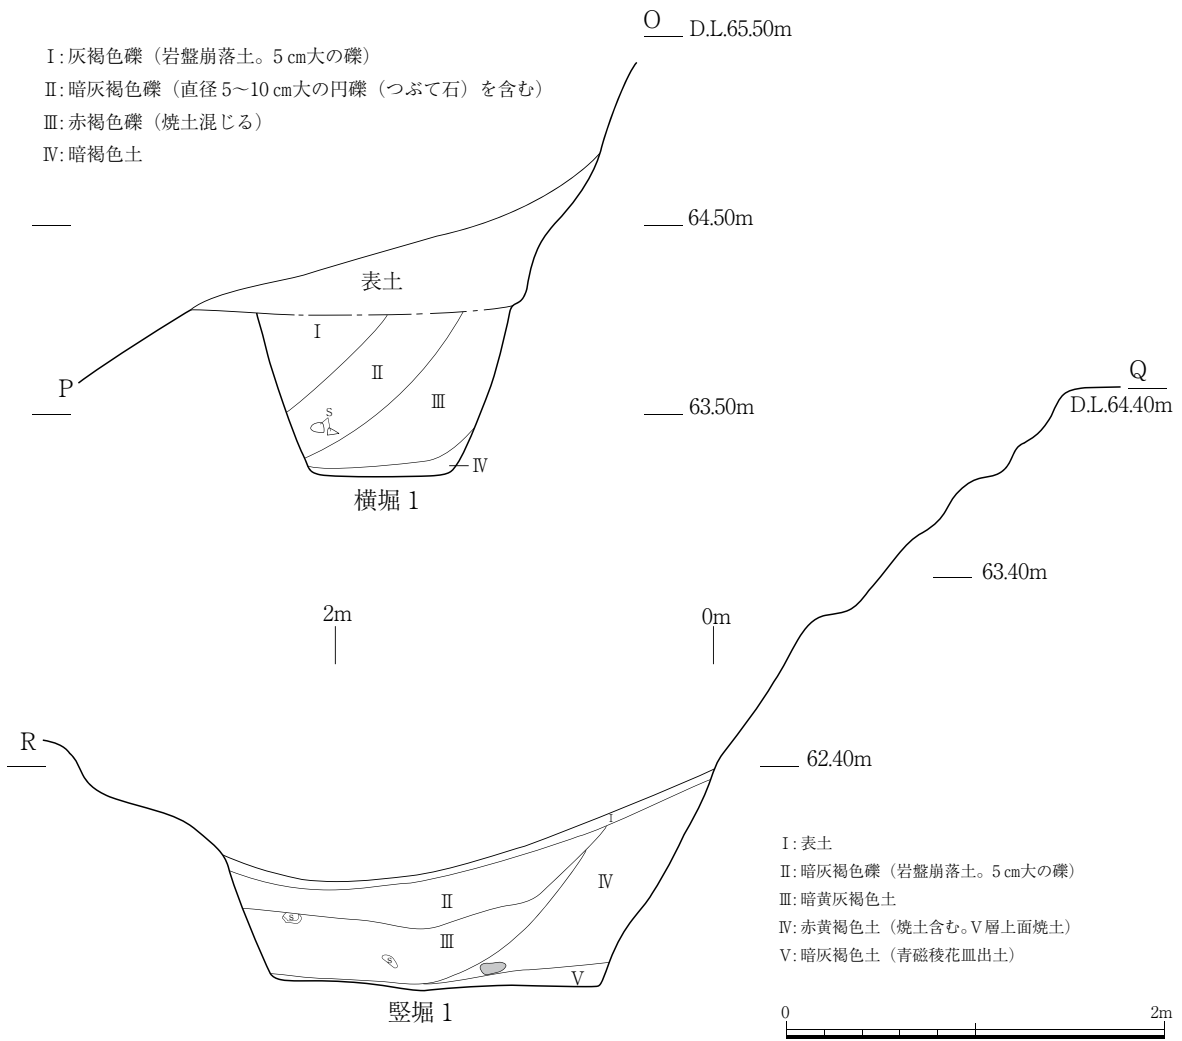 Ⅰ：灰褐色礫（岩盤崩落土。5㎝大の礫）
Ⅱ：暗灰褐色礫（直径 5～10㎝大の円礫（つぶて石）を含む）
Ⅲ：赤褐色礫（焼土混じる）
Ⅳ：暗褐色土
O
D.L.65.50m
64.50m
表土
Ⅰ
Ⅱ
Ⅲ
S
P
63.50m
Ⅳ
横堀 1
Q
D.L.64.40m
63.40m
2m
0m
R
62.40m
Ⅰ
Ⅳ
Ⅱ
S
Ⅲ
S
Ⅴ
竪堀 1
Ⅰ：表土
Ⅱ：暗灰褐色礫（岩盤崩落土。5㎝大の礫）
Ⅲ：暗黄灰褐色土
Ⅳ：赤黄褐色土（焼土含む。Ⅴ層上面焼土）
Ⅴ：暗灰褐色土（青磁稜花皿出土）
0
2m